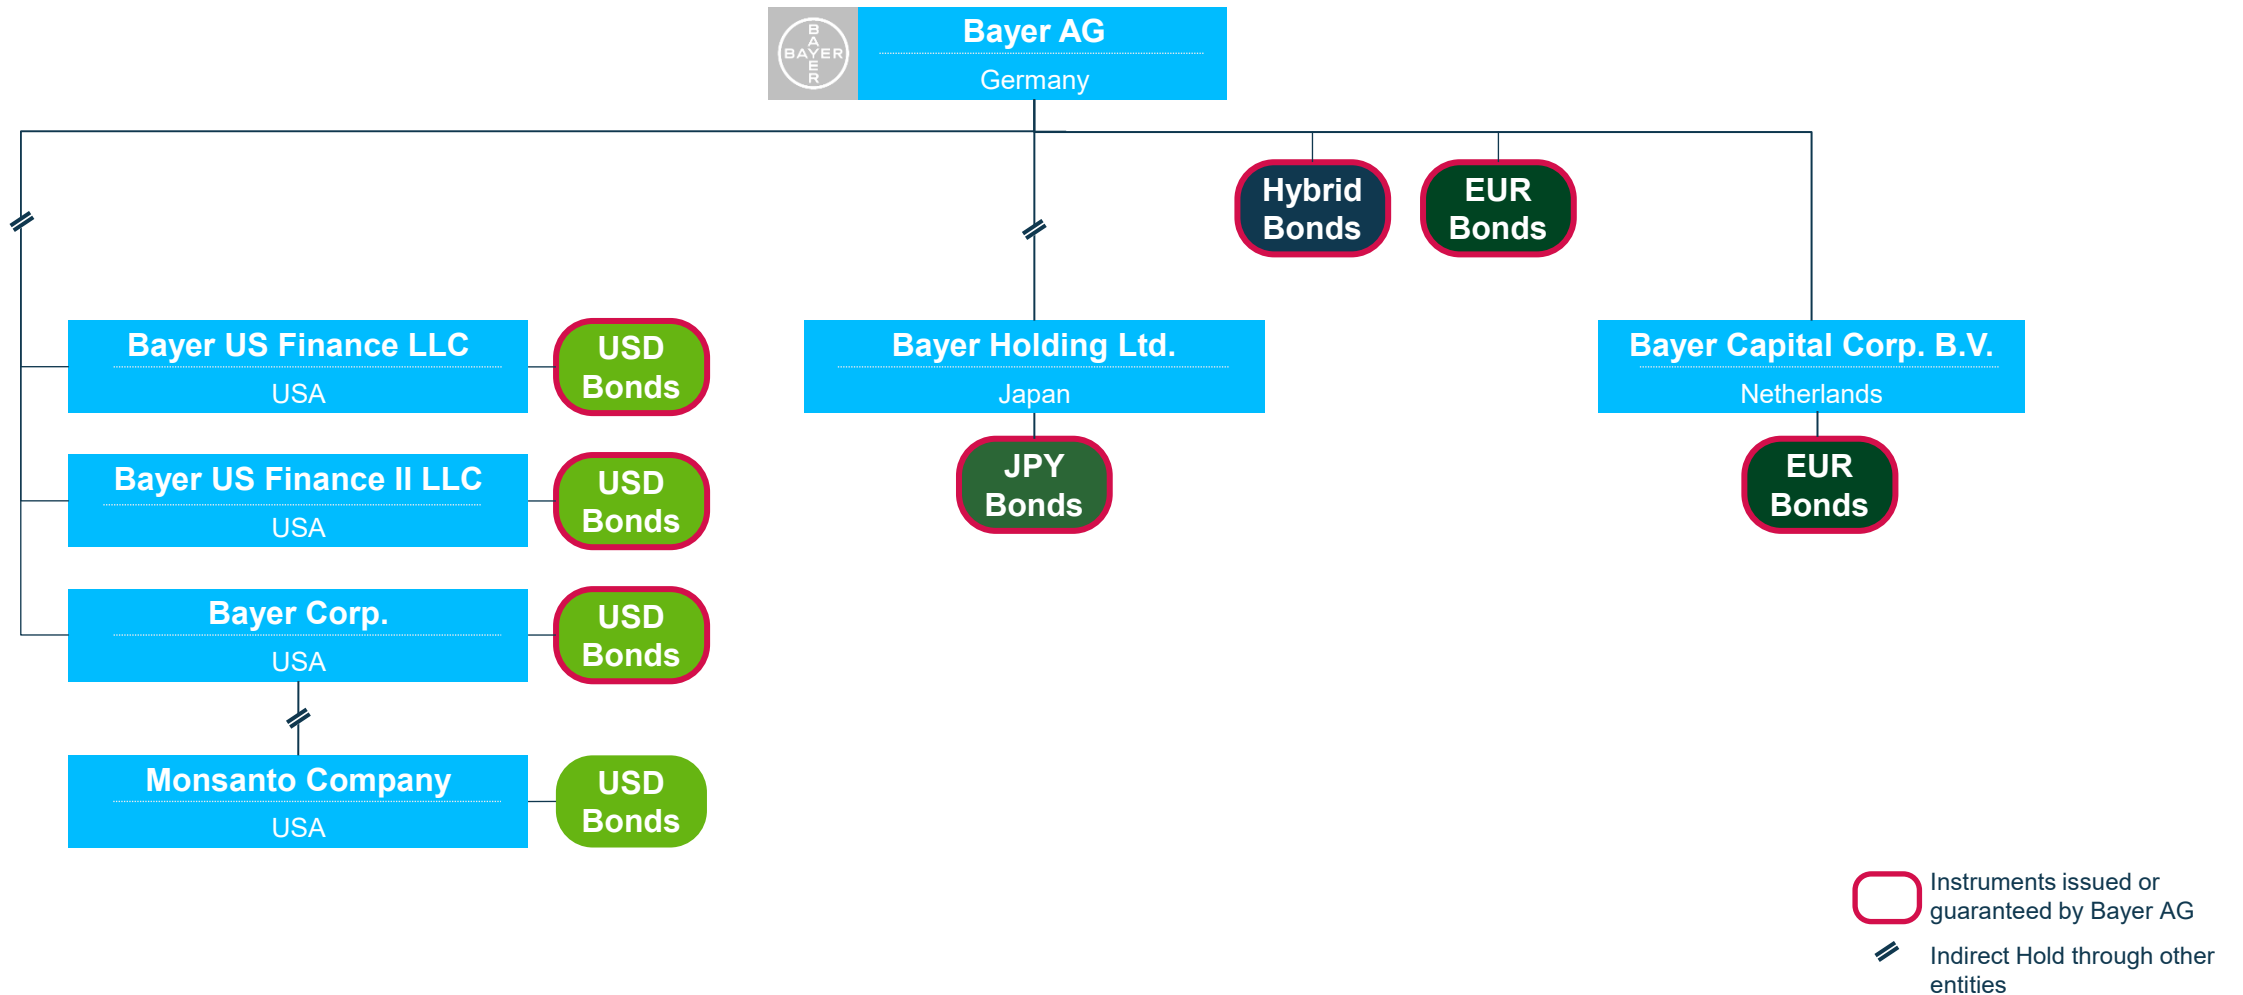 BAYER
BAYER
Bayer AG
Germany
Hybrid
Bonds
EUR
Bonds
Bayer US Finance LLC
USA
USD
Bonds
Bayer Holding Ltd.
Japan
JPY
Bonds
Bayer Capital Corp. B.V.
Netherlands
EUR
Bonds
Bayer US Finance II LLC
USA
USD
Bonds
Bayer Corp.
USA
USD
Bonds
Monsanto Company
USA
USD
Bonds
Instruments issued or
guaranteed by Bayer AG
Indirect Hold through other
entities